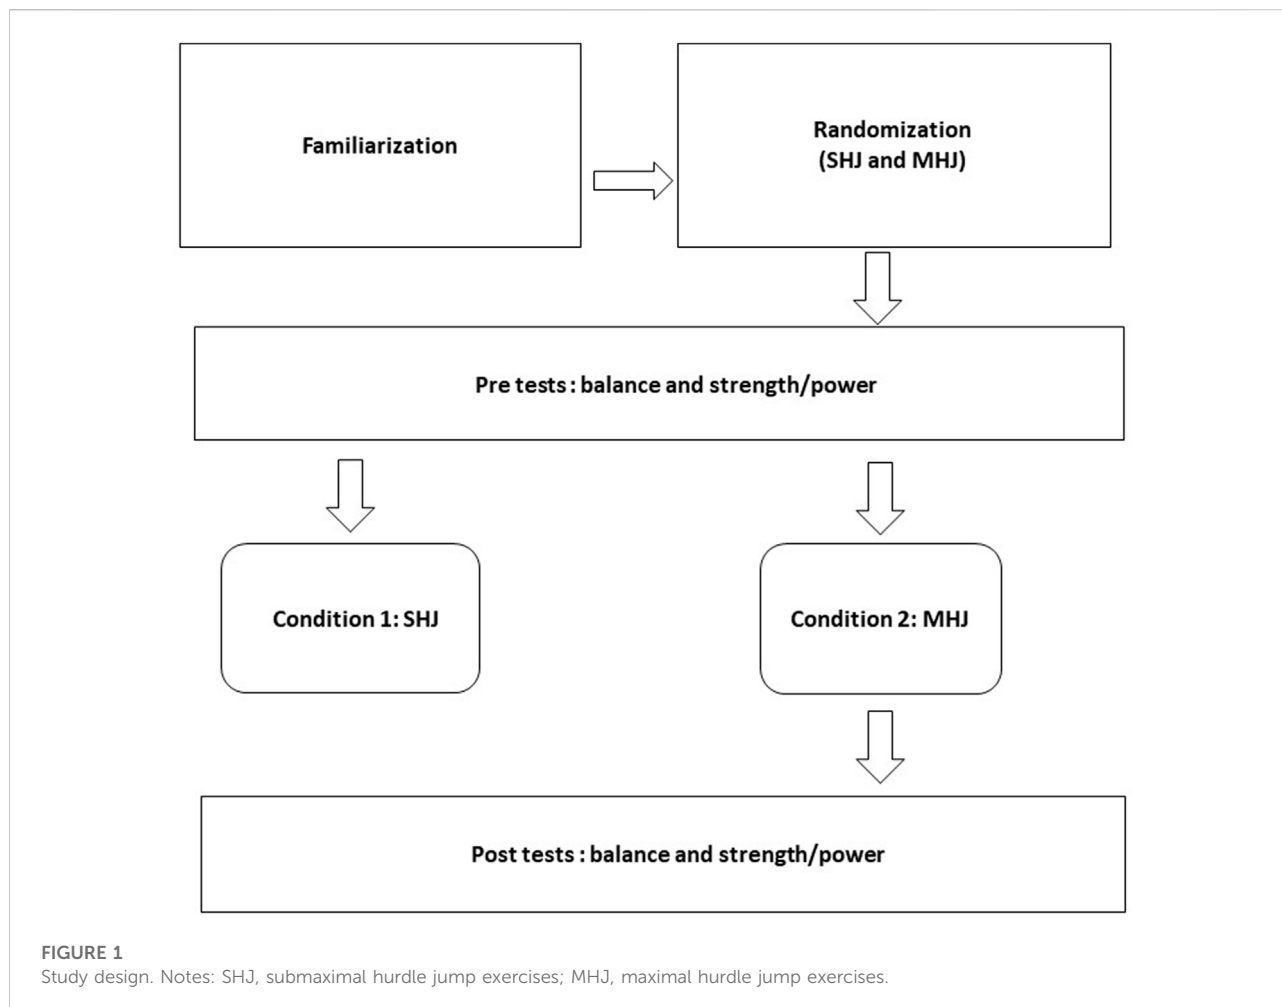 Familiarization
Randomization
(SHJ and MHJ)
Pre tests : balance and strength/power
Condition 1: SHJ
Condition 2: MHJ
Post tests : balance and strength/power
FIGURE 1
Study design. Notes: SHJ, submaximal hurdle jump exercises; MHJ, maximal hurdle jump exercises.